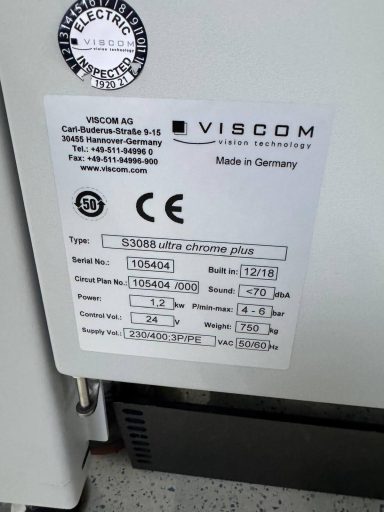 ELECTRIC
VISCOM
vision technology
INSPECTED
1920 21
VISCOM AG
Carl-Buderus-Straße 9-15
30455 Hannover-Germany
Tel.: +49-511-94996 0
Fax: +49-511-94996-900
www.viscom.com
VISCOM
vision technology
Made in Germany
50
CE
Type: S3088 ultra chrome plus
Serial No.: 105404 Built in: 12/18
Circut Plan No.: 105404 /000 Sound: <70 dbA
Power: 1,2 kw P/min-max: 4 - 6 bar
Control Vol.: 24 V Weight: 750 kg
Supply Vol.: 230/400;3P/PE VAC 50/60 Hz